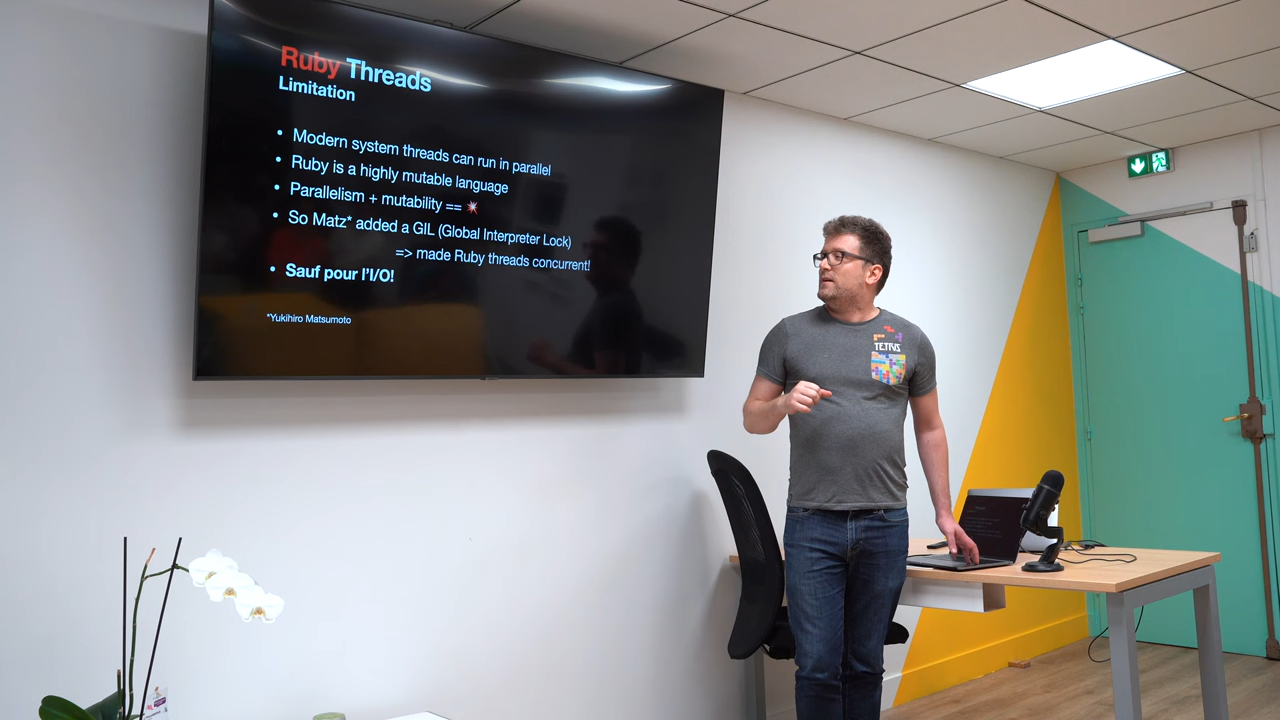 Ruby Threads
Limitation
• Modern system threads can run in parallel
• Ruby is a highly mutable language
• Parallelism + mutability == 💥
• So Matz* added a GIL (Global Interpreter Lock)
=> made Ruby threads concurrent!
• Sauf pour l'I/O!
*Yukihiro Matsumoto
TETRIS